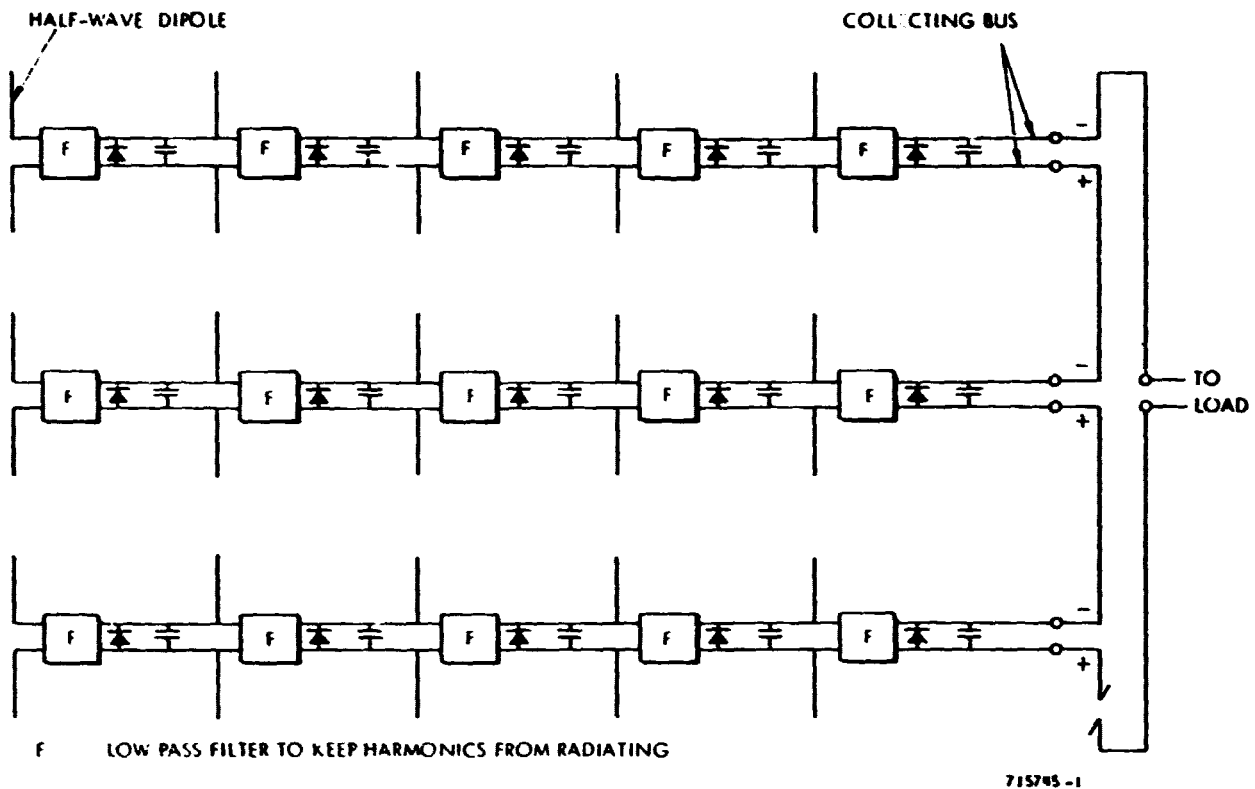 HALF-WAVE DIPOLE
COLLECTING BUS
F F F F F
-
+
F F F F F
-
+
TO
LOAD
F F F F F
-
+
F LOW PASS FILTER TO KEEP HARMONICS FROM RADIATING
715745-1